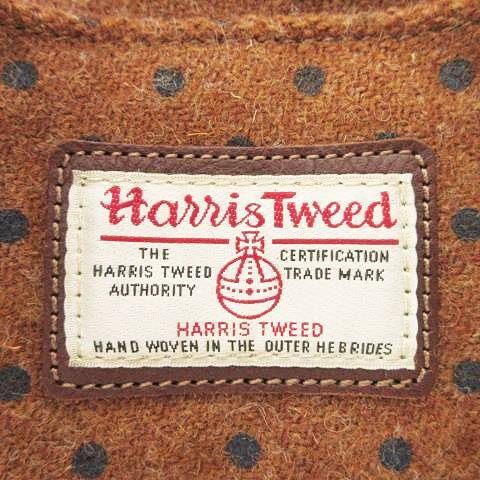 Harris Tweed
THE CERTIFICATION
HARRIS TWEED TRADE MARK
AUTHORITY
HARRIS TWEED
HAND WOVEN IN THE OUTER HEBRIDES